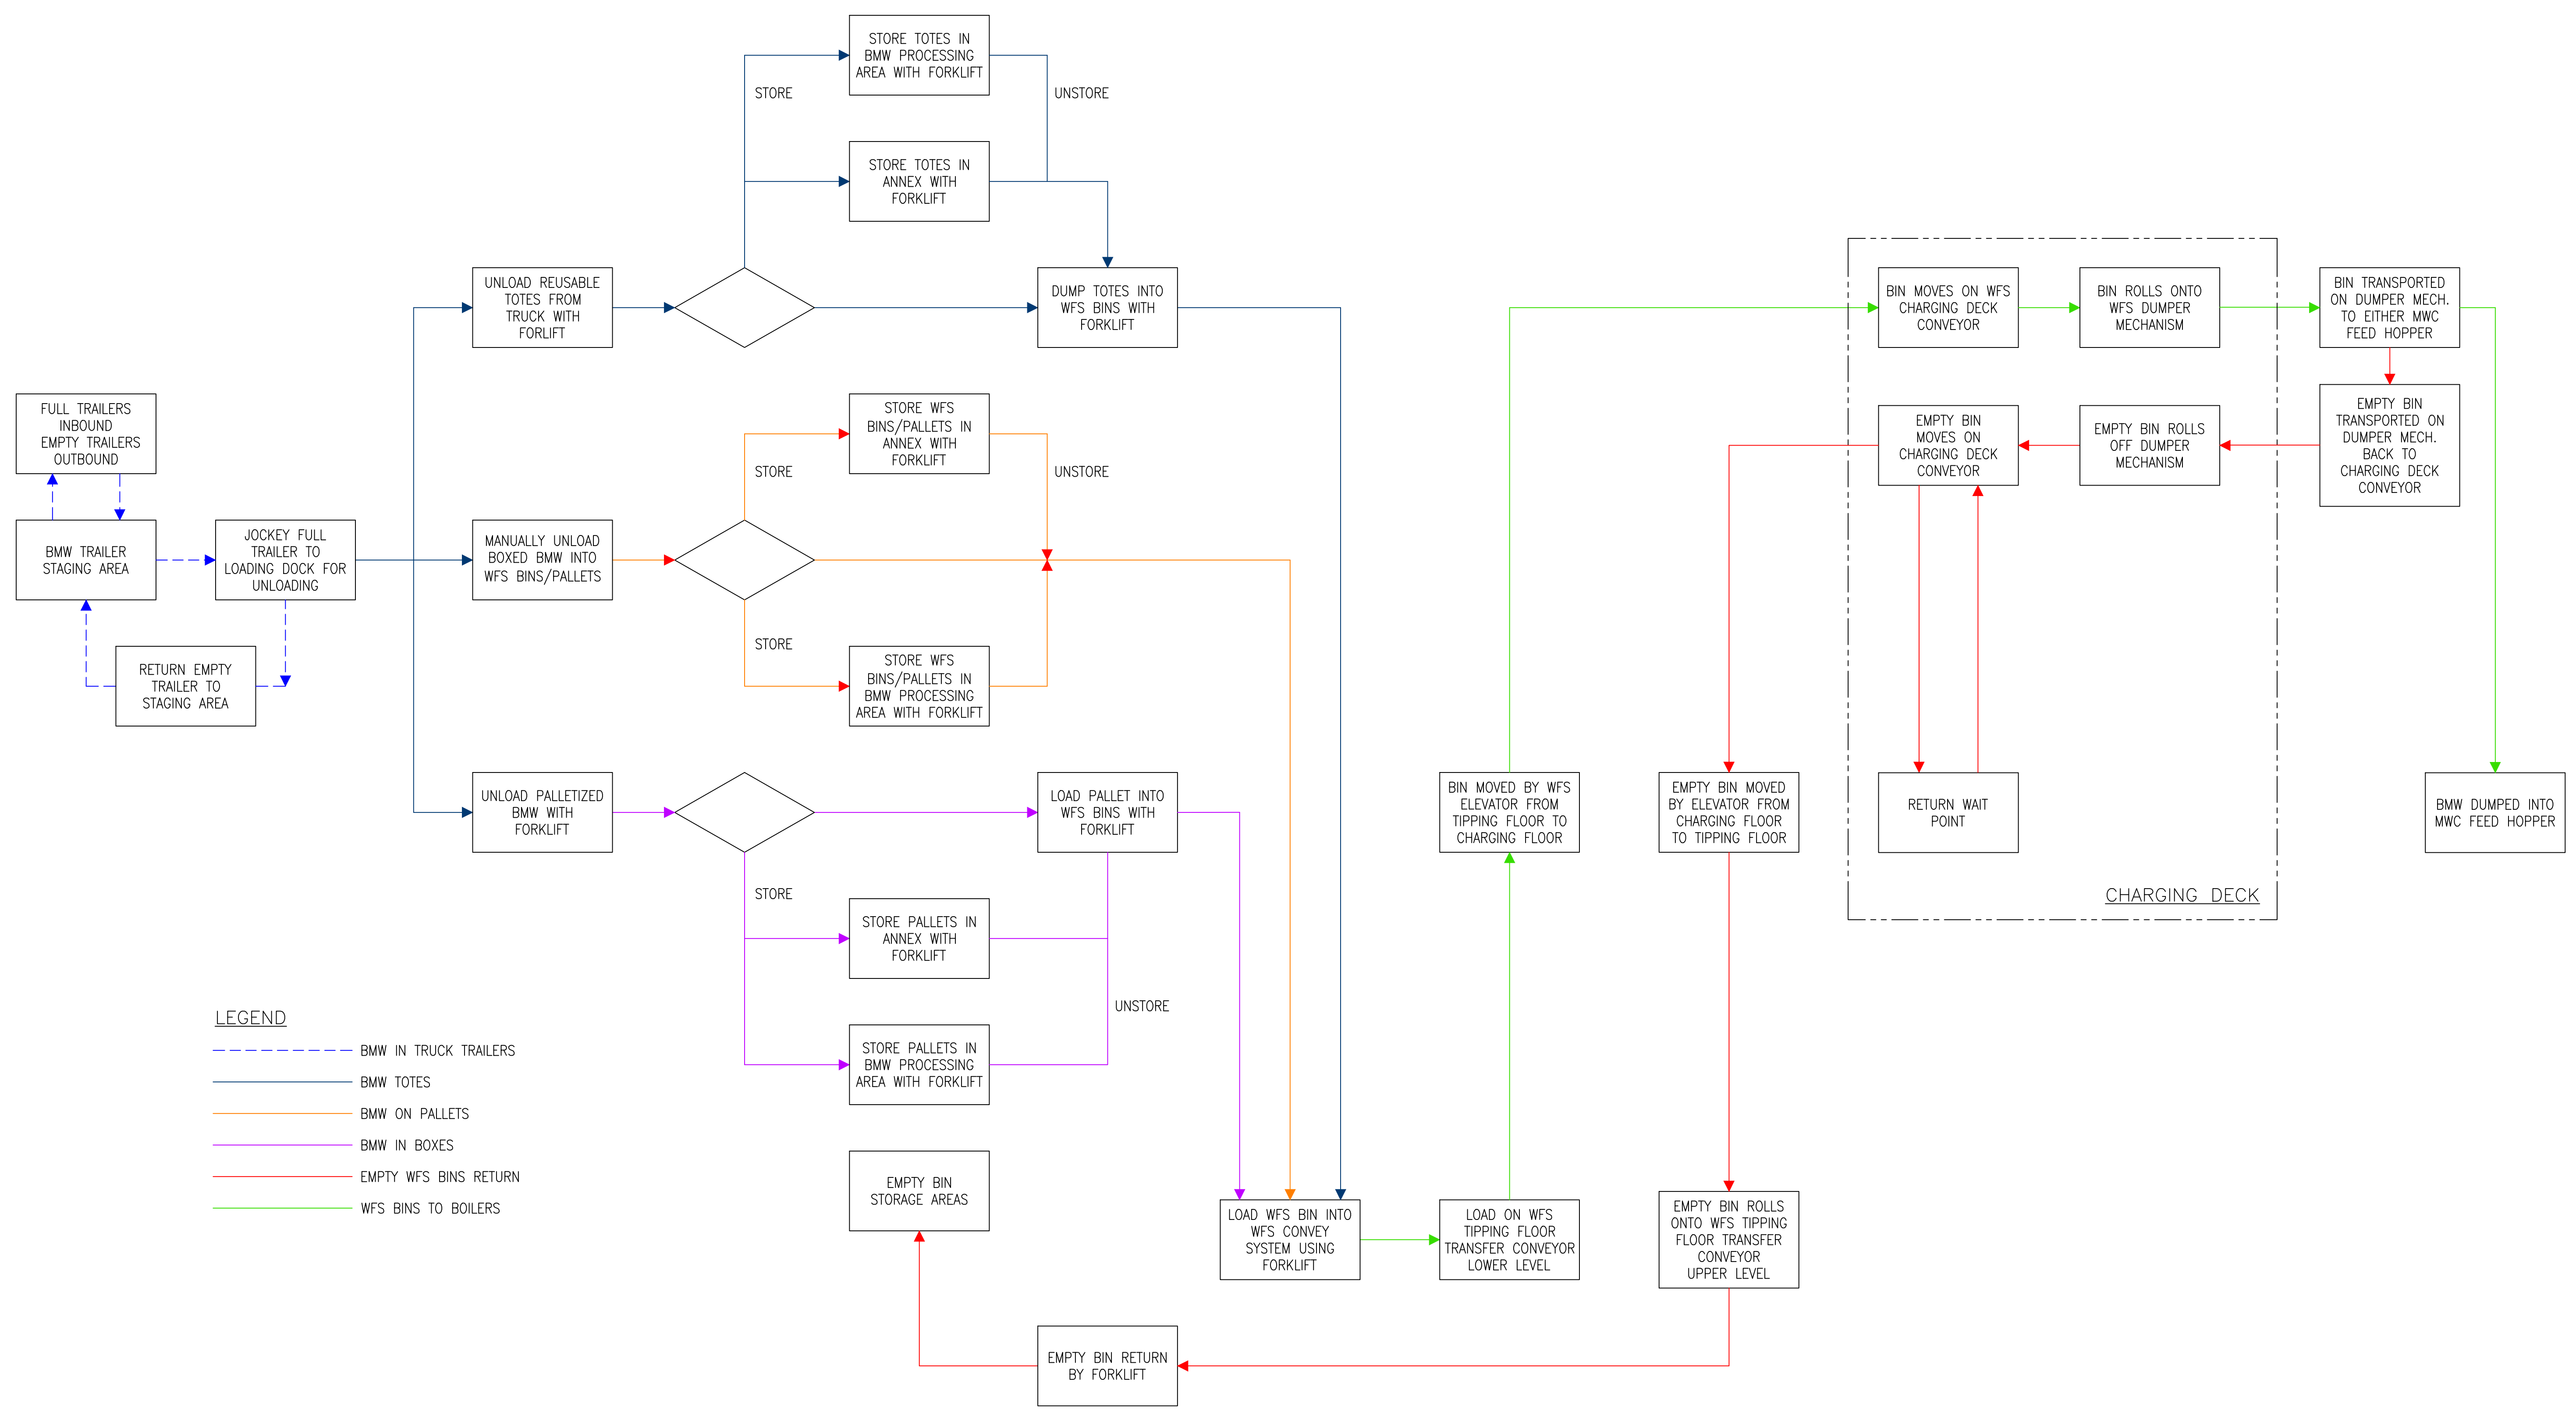 STORE TOTES IN
BMW PROCESSING
AREA WITH FORKLIFT
STORE
UNSTORE
STORE TOTES IN
ANNEX WITH
FORKLIFT
UNLOAD REUSABLE
TOTES FROM
TRUCK WITH
FORLIFT
DUMP TOTES INTO
WFS BINS WITH
FORKLIFT
BIN MOVES ON WFS
CHARGING DECK
CONVEYOR
BIN ROLLS ONTO
WFS DUMPER
MECHANISM
BIN TRANSPORTED
ON DUMPER MECH.
TO EITHER MWC
FEED HOPPER
FULL TRAILERS
INBOUND
EMPTY TRAILERS
OUTBOUND
STORE WFS
BINS/PALLETS IN
ANNEX WITH
FORKLIFT
STORE
UNSTORE
EMPTY BIN
MOVES ON
CHARGING DECK
CONVEYOR
EMPTY BIN ROLLS
OFF DUMPER
MECHANISM
EMPTY BIN
TRANSPORTED ON
DUMPER MECH.
BACK TO
CHARGING DECK
CONVEYOR
BMW TRAILER
STAGING AREA
JOCKEY FULL
TRAILER TO
LOADING DOCK FOR
UNLOADING
MANUALLY UNLOAD
BOXED BMW INTO
WFS BINS/PALLETS
STORE
RETURN EMPTY
TRAILER TO
STAGING AREA
STORE WFS
BINS/PALLETS IN
BMW PROCESSING
AREA WITH FORKLIFT
UNLOAD PALLETIZED
BMW WITH
FORKLIFT
LOAD PALLET INTO
WFS BINS WITH
FORKLIFT
BIN MOVED BY WFS
ELEVATOR FROM
TIPPING FLOOR TO
CHARGING FLOOR
EMPTY BIN MOVED
BY ELEVATOR FROM
CHARGING FLOOR
TO TIPPING FLOOR
RETURN WAIT
POINT
BMW DUMPED INTO
MWC FEED HOPPER
STORE
CHARGING DECK
STORE PALLETS IN
ANNEX WITH
FORKLIFT
UNSTORE
STORE PALLETS IN
BMW PROCESSING
AREA WITH FORKLIFT
LEGEND
BMW IN TRUCK TRAILERS
BMW TOTES
BMW ON PALLETS
BMW IN BOXES
EMPTY WFS BINS RETURN
WFS BINS TO BOILERS
EMPTY BIN
STORAGE AREAS
LOAD WFS BIN INTO
WFS CONVEY
SYSTEM USING
FORKLIFT
LOAD ON WFS
TIPPING FLOOR
TRANSFER CONVEYOR
LOWER LEVEL
EMPTY BIN ROLLS
ONTO WFS TIPPING
FLOOR TRANSFER
CONVEYOR
UPPER LEVEL
EMPTY BIN RETURN
BY FORKLIFT